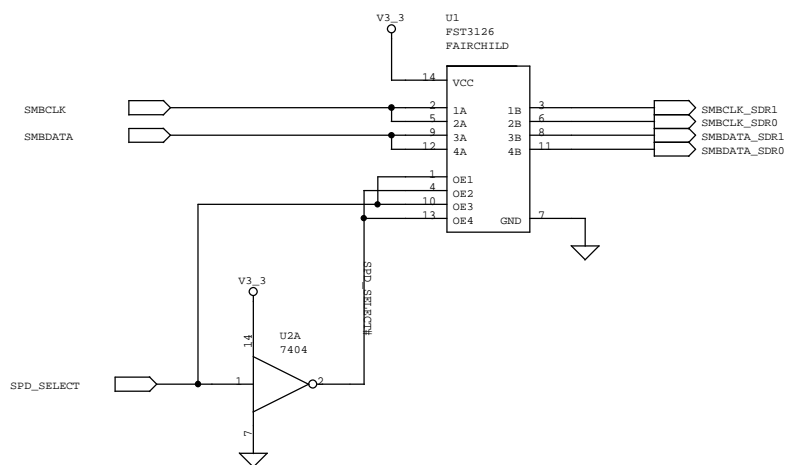 V3_3
U1
FST3126
FAIRCHILD
14 VCC
SMBCLK
2 1A 1B 3 SMBCLK_SDR1
5 2A 2B 6 SMBCLK_SDR0
SMBDATA
9 3A 3B 8 SMBDATA_SDR1
12 4A 4B 11 SMBDATA_SDR0
1 OE1
4 OE2
10 OE3
13 OE4 GND 7
SPD_SELECT#
V3_3
14
U2A
7404
SPD_SELECT
1 2
7